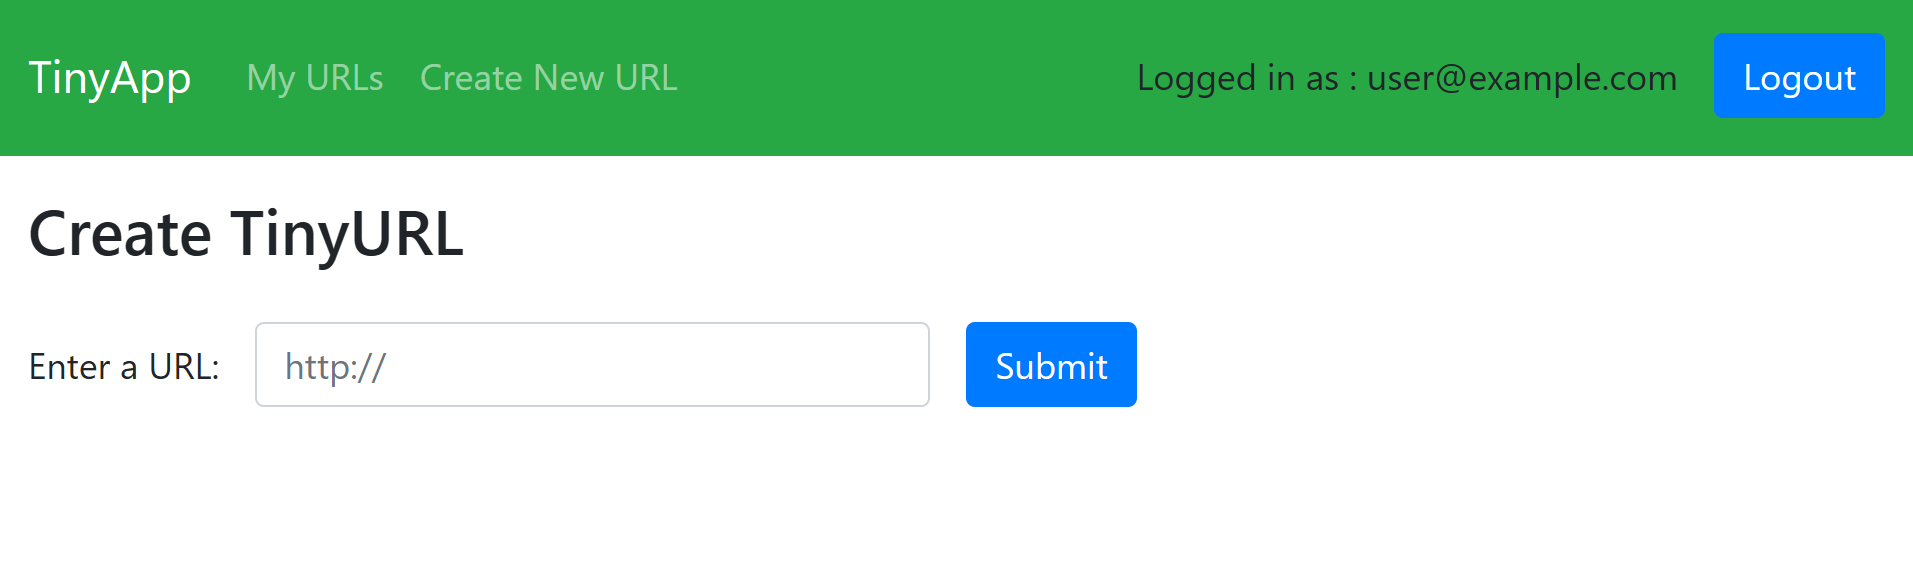 TinyApp My URLs Create New URL Logged in as : user@example.com Logout
Create TinyURL
Enter a URL: http:// Submit